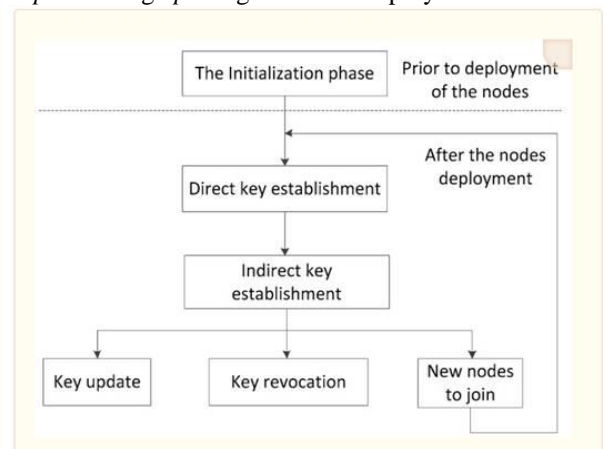 The Initialization phase
Prior to deployment
of the nodes
After the nodes
deployment
Direct key establishment
Indirect key
establishment
Key update
Key revocation
New nodes
to join